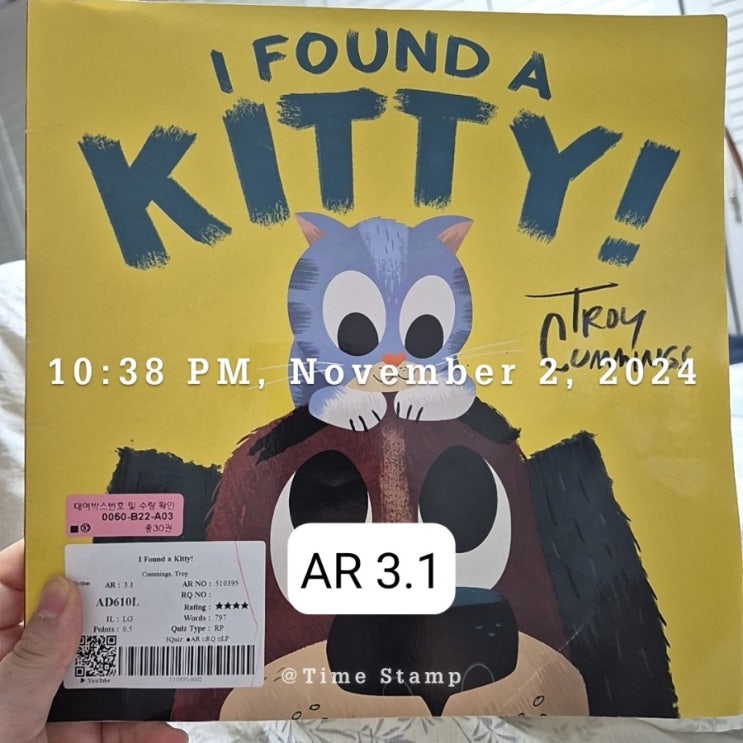 I FOUND A
KITTY!
TROY
CUMMINGS
10:38 PM, November 2, 2024
대여박스번호 및 수량 확인
0050-B22-A03
총30권
I Found a Kitty!
Cummings, Troy
AR : 3.1 AR NO : 510395
RQ NO :
AD610L Rating : ★★★★
IL : LG Words : 797
Points : 0.5 Quiz Type : RP
AR 3.1
YouTube
@Time Stamp